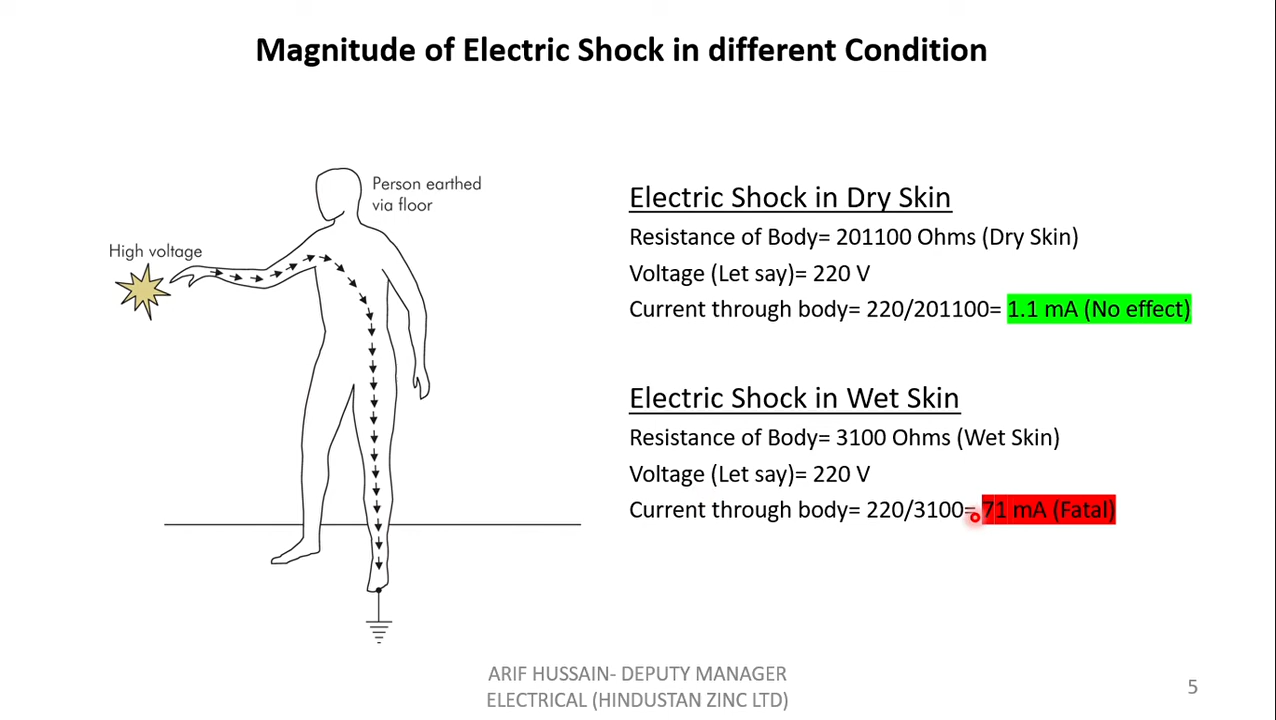 Magnitude of Electric Shock in different Condition
Person earthed
via floor
High voltage
Electric Shock in Dry Skin
Resistance of Body= 201100 Ohms (Dry Skin)
Voltage (Let say)= 220 V
Current through body= 220/201100= 1.1 mA (No effect)
Electric Shock in Wet Skin
Resistance of Body= 3100 Ohms (Wet Skin)
Voltage (Let say)= 220 V
Current through body= 220/3100= 71 mA (Fatal)
ARIF HUSSAIN- DEPUTY MANAGER
ELECTRICAL (HINDUSTAN ZINC LTD)
5